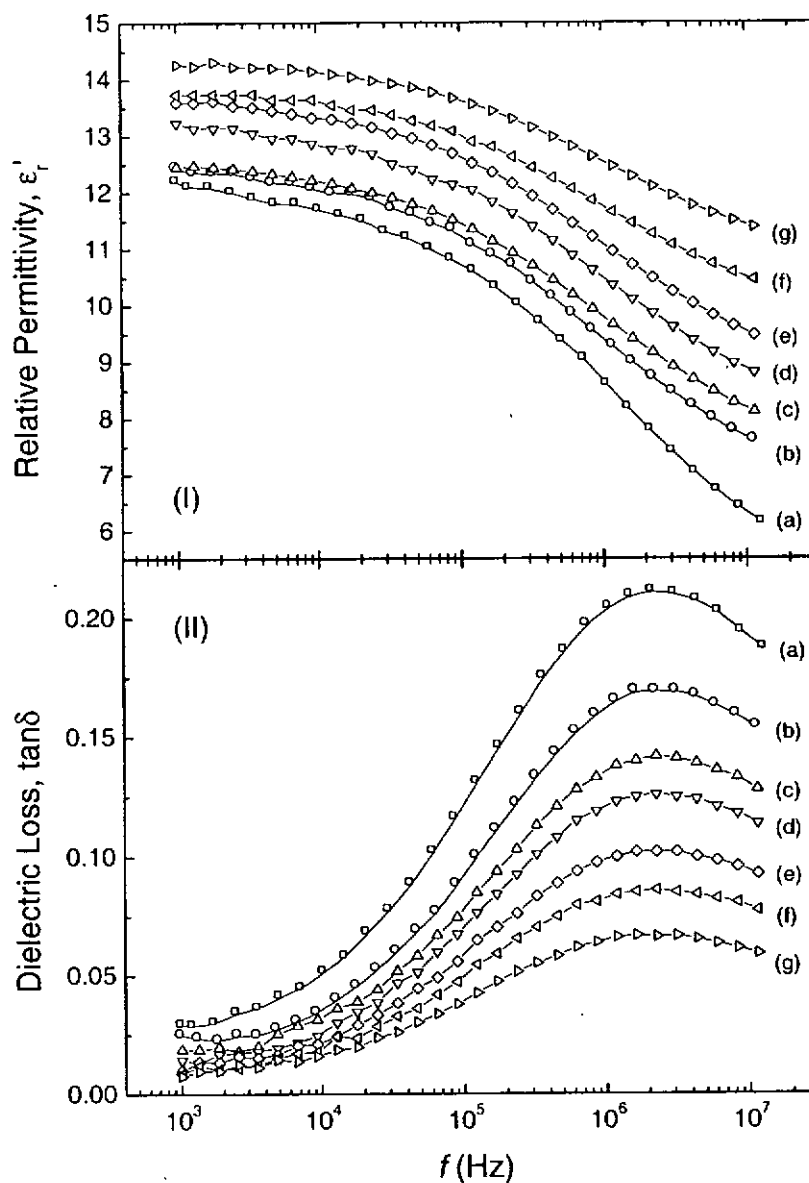 15
14
13
12
11
10
9
8
7
6
Relative Permittivity, εr'
(I)
(g)
(f)
(e)
(d)
(c)
(b)
(a)
0.20
0.15
0.10
0.05
0.00
Dielectric Loss, tanδ
(II)
(a)
(b)
(c)
(d)
(e)
(f)
(g)
10³ 10⁴ 10⁵ 10⁶ 10⁷
f (Hz)